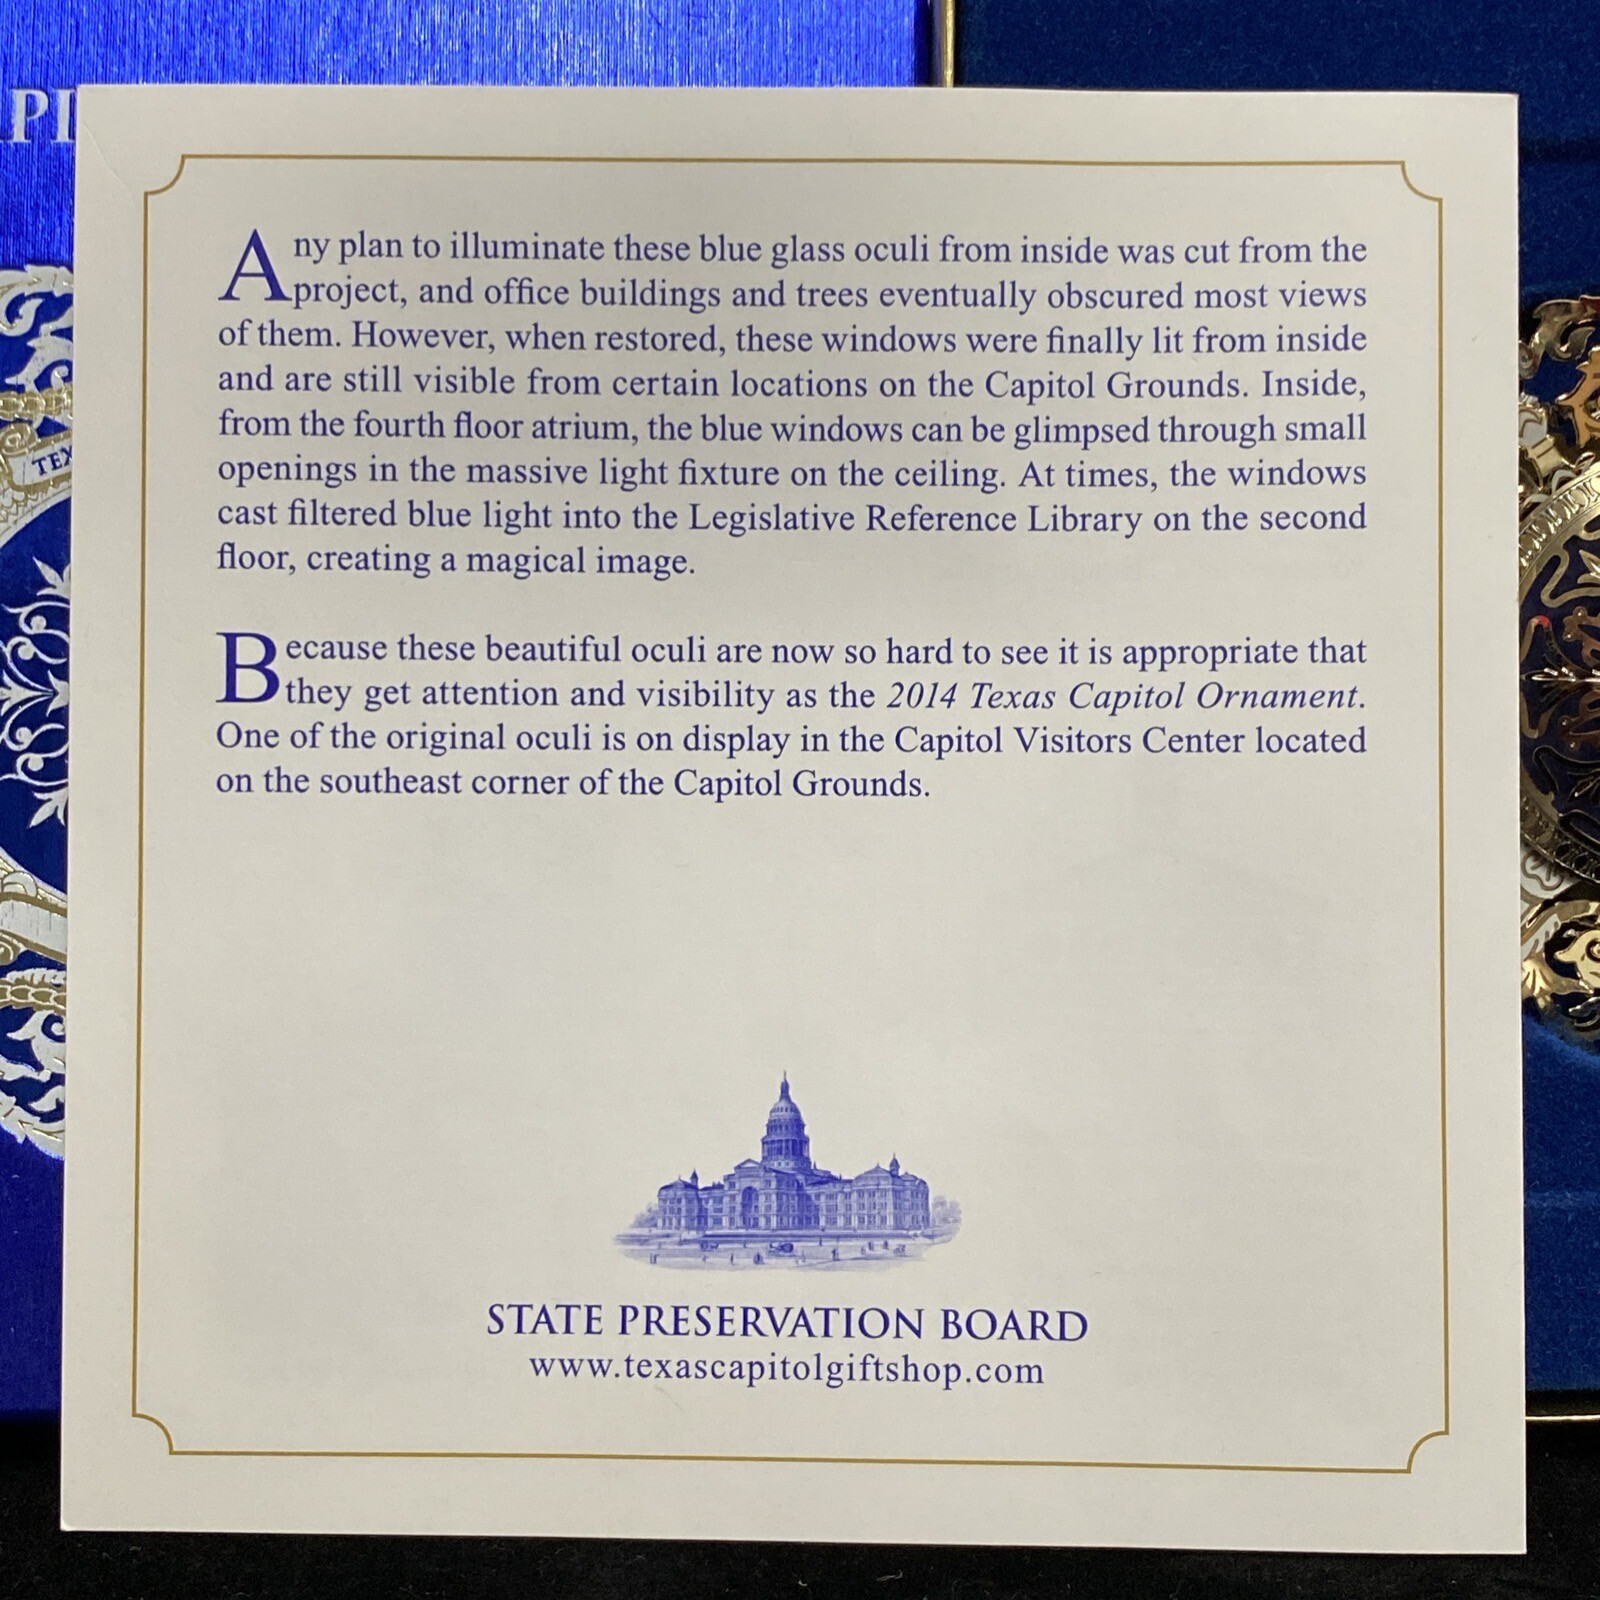 PI
TEX
Any plan to illuminate these blue glass oculi from inside was cut from the
project, and office buildings and trees eventually obscured most views
of them. However, when restored, these windows were finally lit from inside
and are still visible from certain locations on the Capitol Grounds. Inside,
from the fourth floor atrium, the blue windows can be glimpsed through small
openings in the massive light fixture on the ceiling. At times, the windows
cast filtered blue light into the Legislative Reference Library on the second
floor, creating a magical image.
Because these beautiful oculi are now so hard to see it is appropriate that
they get attention and visibility as the 2014 Texas Capitol Ornament.
One of the original oculi is on display in the Capitol Visitors Center located
on the southeast corner of the Capitol Grounds.
STATE PRESERVATION BOARD
www.texascapitolgiftshop.com